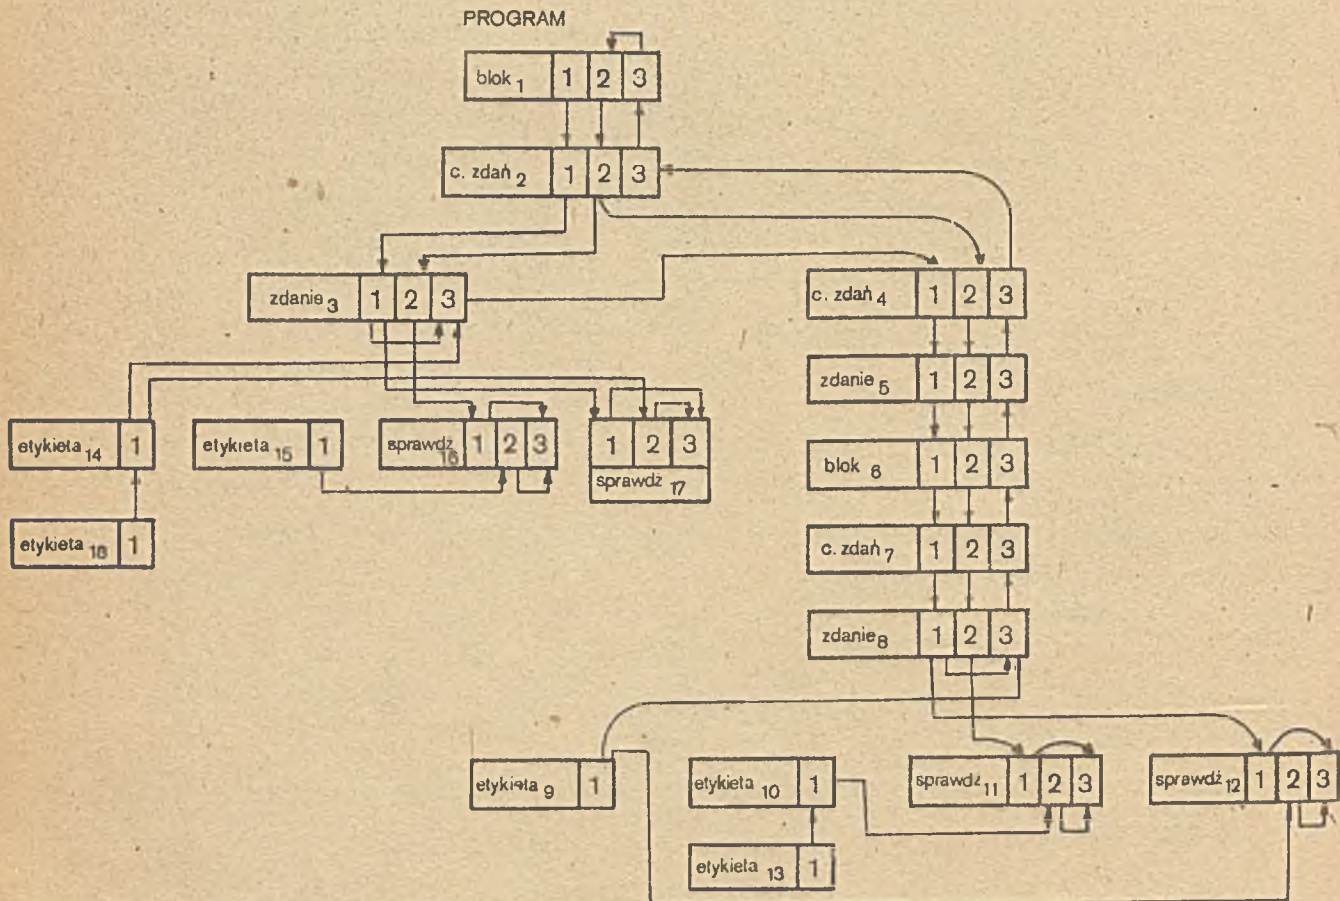 PROGRAM
blok 1 1 2 3
c. zdań 2 1 2 3
zdanie 3 1 2 3
c. zdań 4 1 2 3
zdanie 5 1 2 3
etykieta 14 1
etykieta 15 1
sprawdź 16 1 2 3
1 2 3
sprawdź 17
blok 6 1 2 3
etykieta 18 1
c. zdań 7 1 2 3
zdanie 8 1 2 3
etykieta 9 1
etykieta 10 1
sprawdź 11 1 2 3
sprawdź 12 1 2 3
etykieta 13 1